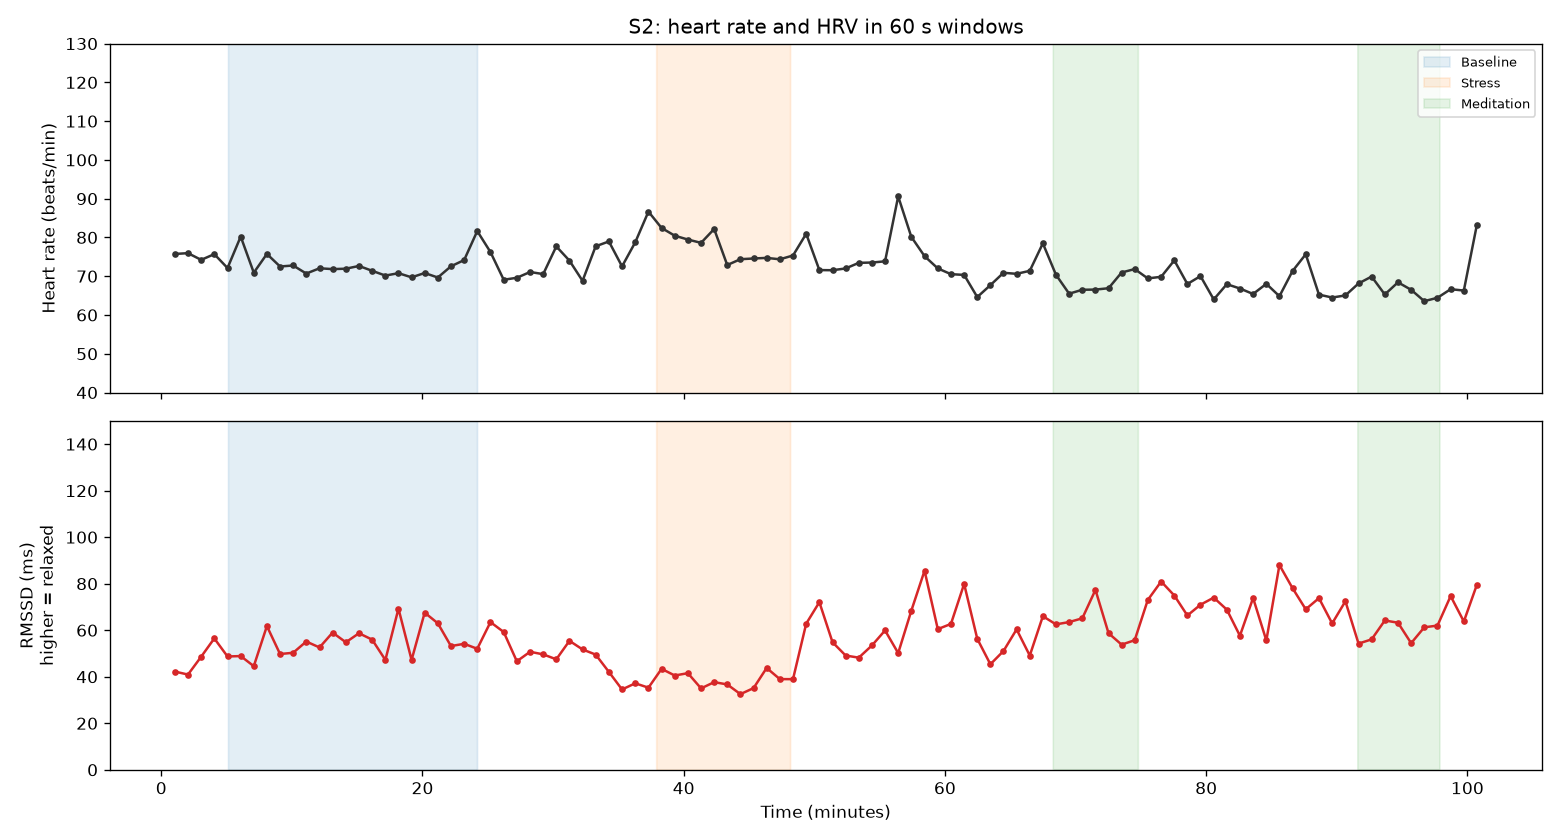 S2: heart rate and HRV in 60 s windows
Heart rate (beats/min)
130
120
110
100
90
80
70
60
50
40
Baseline
Stress
Meditation
RMSSD (ms)
higher = relaxed
140
120
100
80
60
40
20
0
0 20 40 60 80 100
Time (minutes)